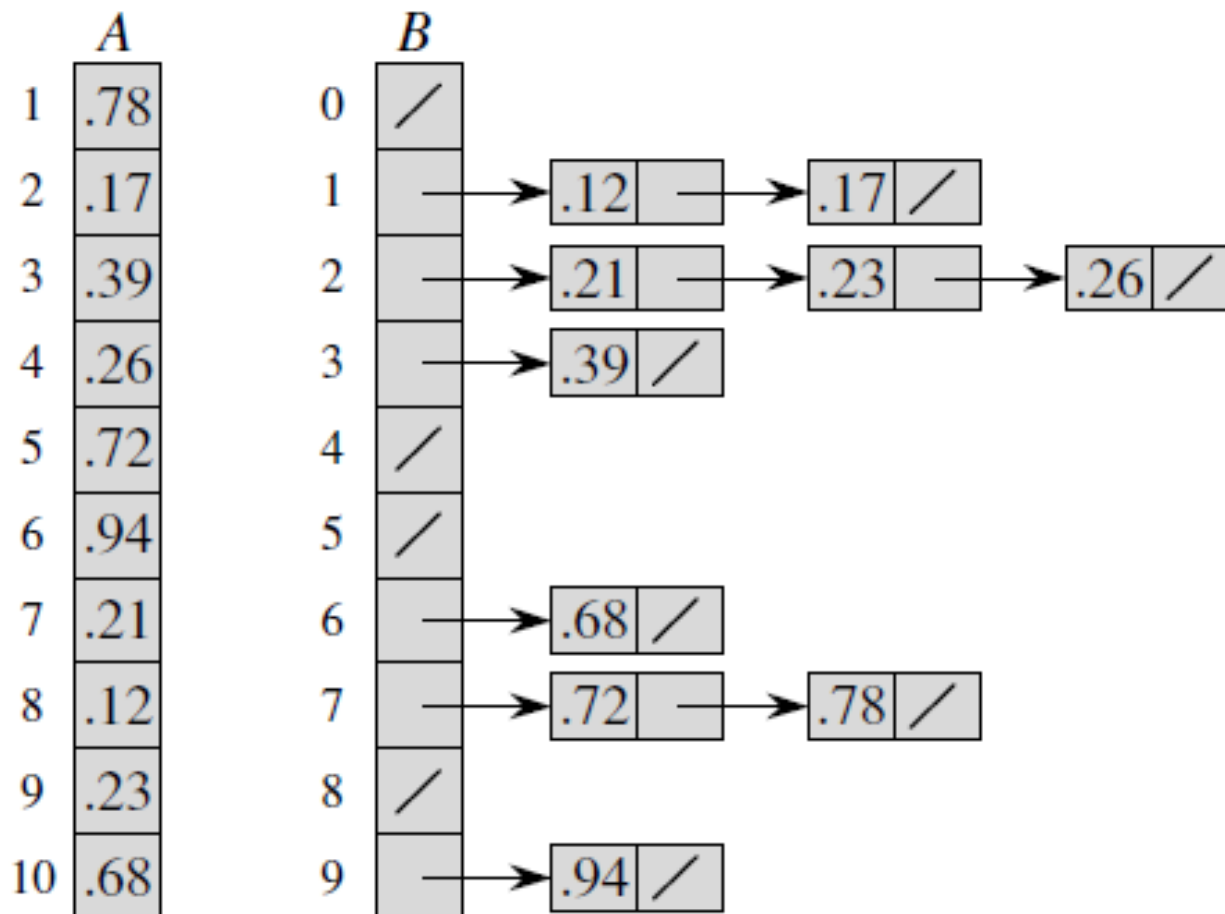 A B
1 .78 0 /
2 .17 1 .12 .17 /
3 .39 2 .21 .23 .26 /
4 .26 3 .39 /
5 .72 4 /
6 .94 5 /
7 .21 6 .68 /
8 .12 7 .72 .78 /
9 .23 8 /
10 .68 9 .94 /